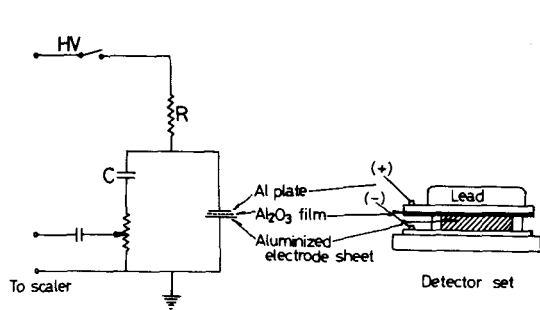 HV
R
C
To scaler
Al plate
Al₂O₃ film
Aluminized
electrode sheet
(+)
(-)
Lead
Detector set